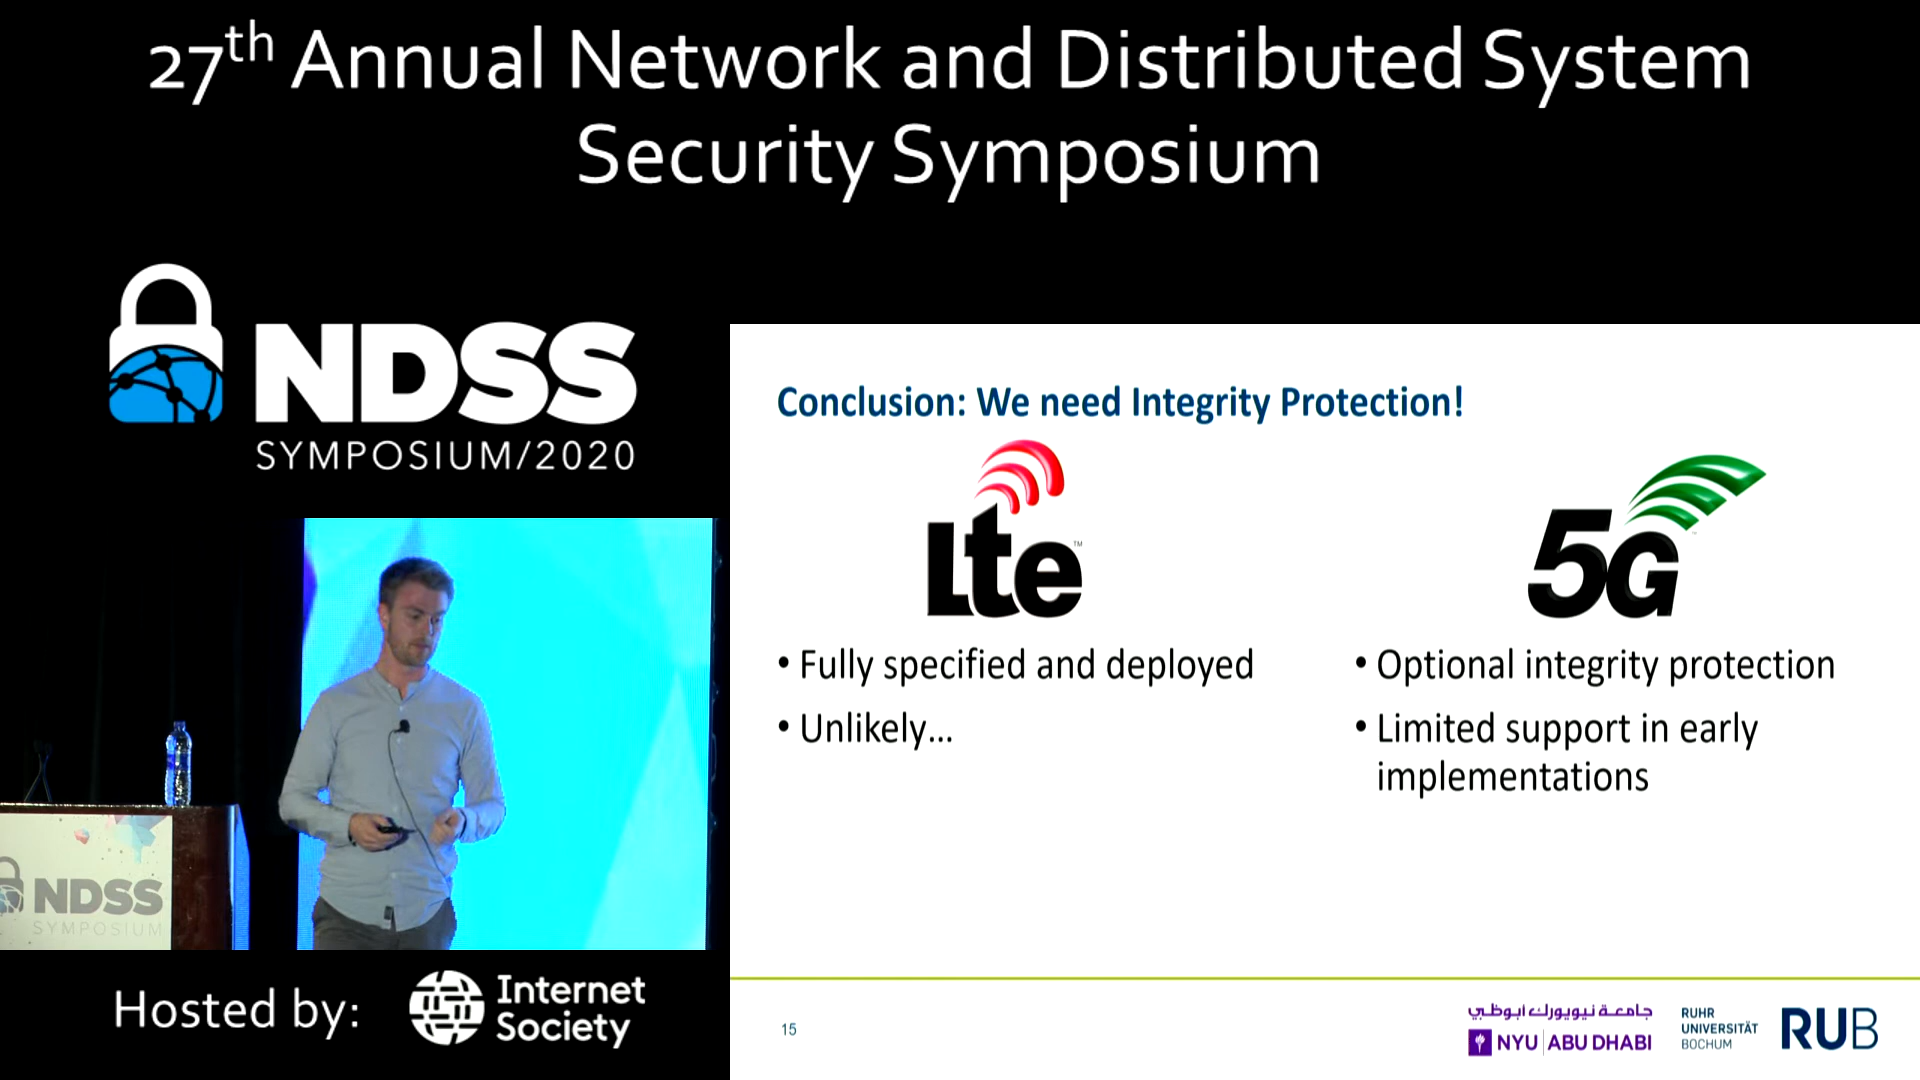 27th Annual Network and Distributed System
Security Symposium
NDSS
SYMPOSIUM/2020
Conclusion: We need Integrity Protection!
Lte
TM
• Fully specified and deployed
• Unlikely...
5G
• Optional integrity protection
• Limited support in early
implementations
NDSS
SYMPOSIUM
Hosted by:
Internet
Society
15
جامعة نيويورك أبوظبي
NYU ABU DHABI
RUHR
UNIVERSITÄT
BOCHUM
RUB